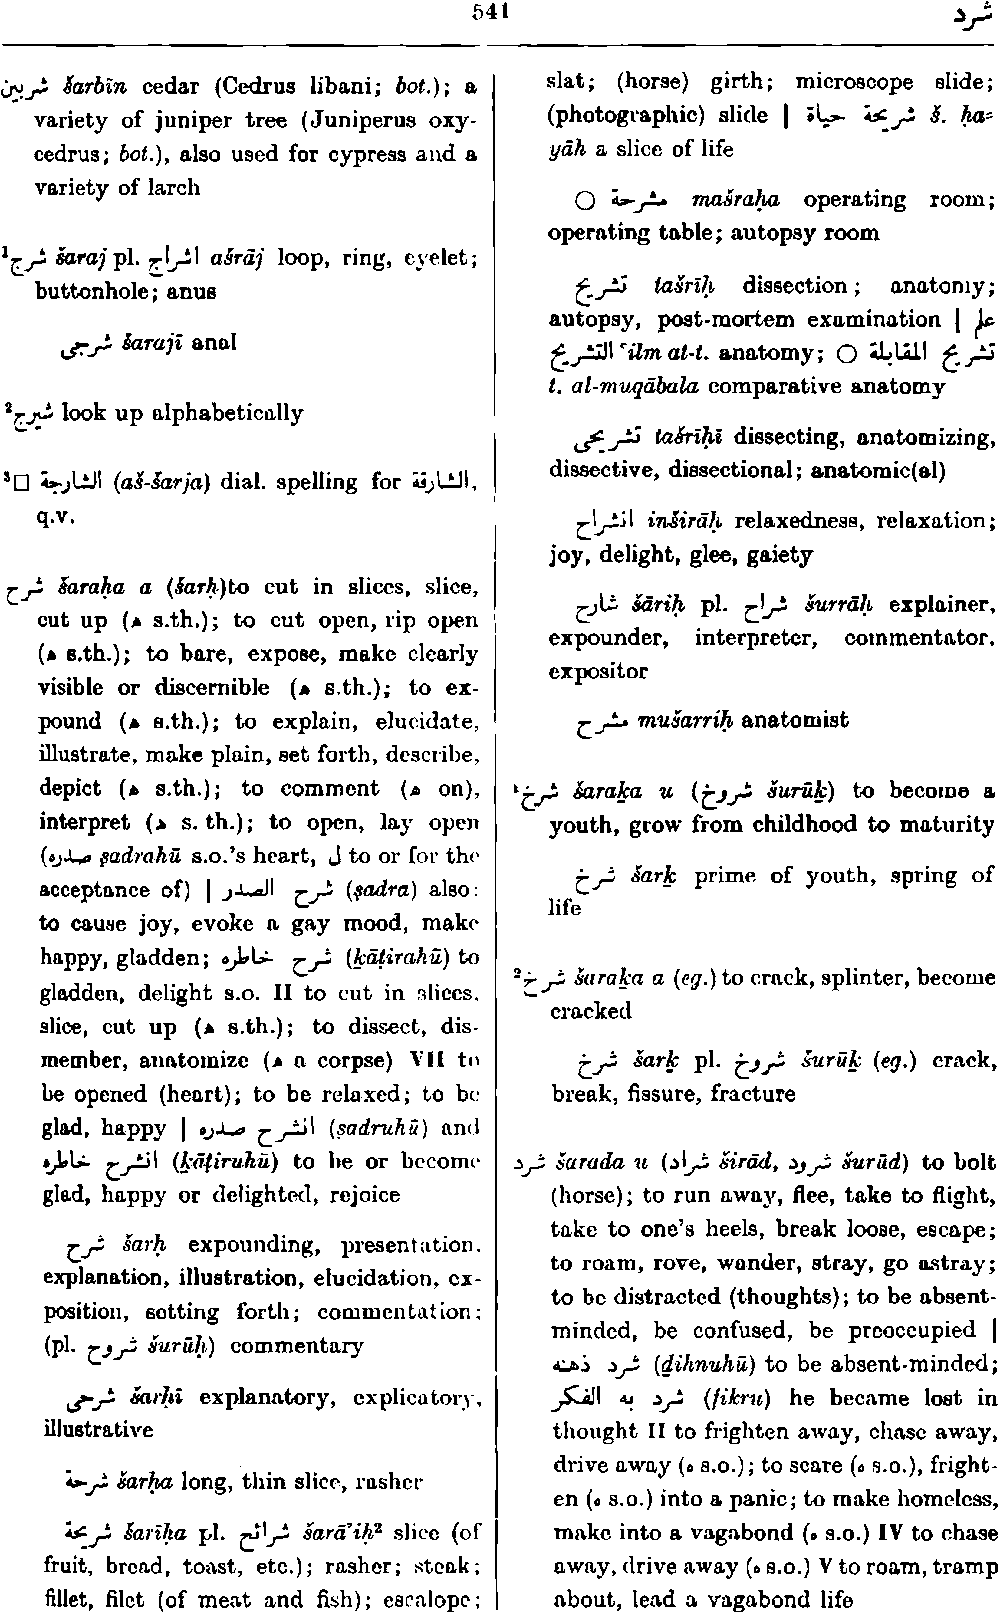 541
شرد
شربين šarbīn cedar (Cedrus libani; bot.); a
variety of juniper tree (Juniperus oxy-
cedrus; bot.), also used for cypress and a
variety of larch
¹شرج šaraj pl. اشراج ašrāj loop, ring, eyelet;
buttonhole; anus
شرجى šarajī anal
²شيرج look up alphabetically
³□ الشارجة (aš-šarja) dial. spelling for الشارقة,
q.v.
شرح šaraḥa a (šarḥ)to cut in slices, slice,
cut up (ه s.th.); to cut open, rip open
(ه s.th.); to bare, expose, make clearly
visible or discernible (ه s.th.); to ex-
pound (ه s.th.); to explain, elucidate,
illustrate, make plain, set forth, describe,
depict (ه s.th.); to comment (ه on),
interpret (ه s. th.); to open, lay open
(صدره ṣadrahū s.o.'s heart, ل to or for the
acceptance of) | شرح الصدر (ṣadra) also:
to cause joy, evoke a gay mood, make
happy, gladden; شرح خاطره (ḵāṭirahū) to
gladden, delight s.o. II to cut in slices,
slice, cut up (ه s.th.); to dissect, dis-
member, anatomize (ه a corpse) VII to
be opened (heart); to be relaxed; to be
glad, happy | انشرح صدره (ṣadruhū) and
انشرح خاطره (ḵāṭiruhū) to be or become
glad, happy or delighted, rejoice
شرح šarḥ expounding, presentation,
explanation, illustration, elucidation, ex-
position, setting forth; commentation;
(pl. شروح šurūḥ) commentary
شرحى šarḥī explanatory, explicatory,
illustrative
شرحة šarḥa long, thin slice, rasher
شريحة šarīḥa pl. شرائح šarā'iḥ² slice (of
fruit, bread, toast, etc.); rasher; steak;
fillet, filet (of meat and fish); escalope;
slat; (horse) girth; microscope slide;
(photographic) slide | شريحة حياة š. ḥa=
yāh a slice of life
○ مشرحة mašraḥa operating room;
operating table; autopsy room
تشريح tašrīḥ dissection; anatomy;
autopsy, post-mortem examination | علم
التشريح ʿilm at-t. anatomy; ○ تشريح المقابلة
t. al-muqābala comparative anatomy
تشريحى tašrīḥī dissecting, anatomizing,
dissective, dissectional; anatomic(al)
انشراح inširāḥ relaxedness, relaxation;
joy, delight, glee, gaiety
شارح šāriḥ pl. شراح šurrāḥ explainer,
expounder, interpreter, commentator,
expositor
مشرح mušarriḥ anatomist
¹شرخ šaraḵa u (شروخ šurūḵ) to become a
youth, grow from childhood to maturity
شرخ šarḵ prime of youth, spring of
life
²شرخ šaraḵa a (eg.) to crack, splinter, become
cracked
شرخ šarḵ pl. شروخ šurūḵ (eg.) crack,
break, fissure, fracture
شرد šarada u (شراد širād, شرود šurūd) to bolt
(horse); to run away, flee, take to flight,
take to one's heels, break loose, escape;
to roam, rove, wander, stray, go astray;
to be distracted (thoughts); to be absent-
minded, be confused, be preoccupied |
شرد ذهنه (ḏihnuhū) to be absent-minded;
شرد به الفكر (fikru) he became lost in
thought II to frighten away, chase away,
drive away (ه s.o.); to scare (ه s.o.), fright-
en (ه s.o.) into a panic; to make homeless,
make into a vagabond (ه s.o.) IV to chase
away, drive away (ه s.o.) V to roam, tramp
about, lead a vagabond life